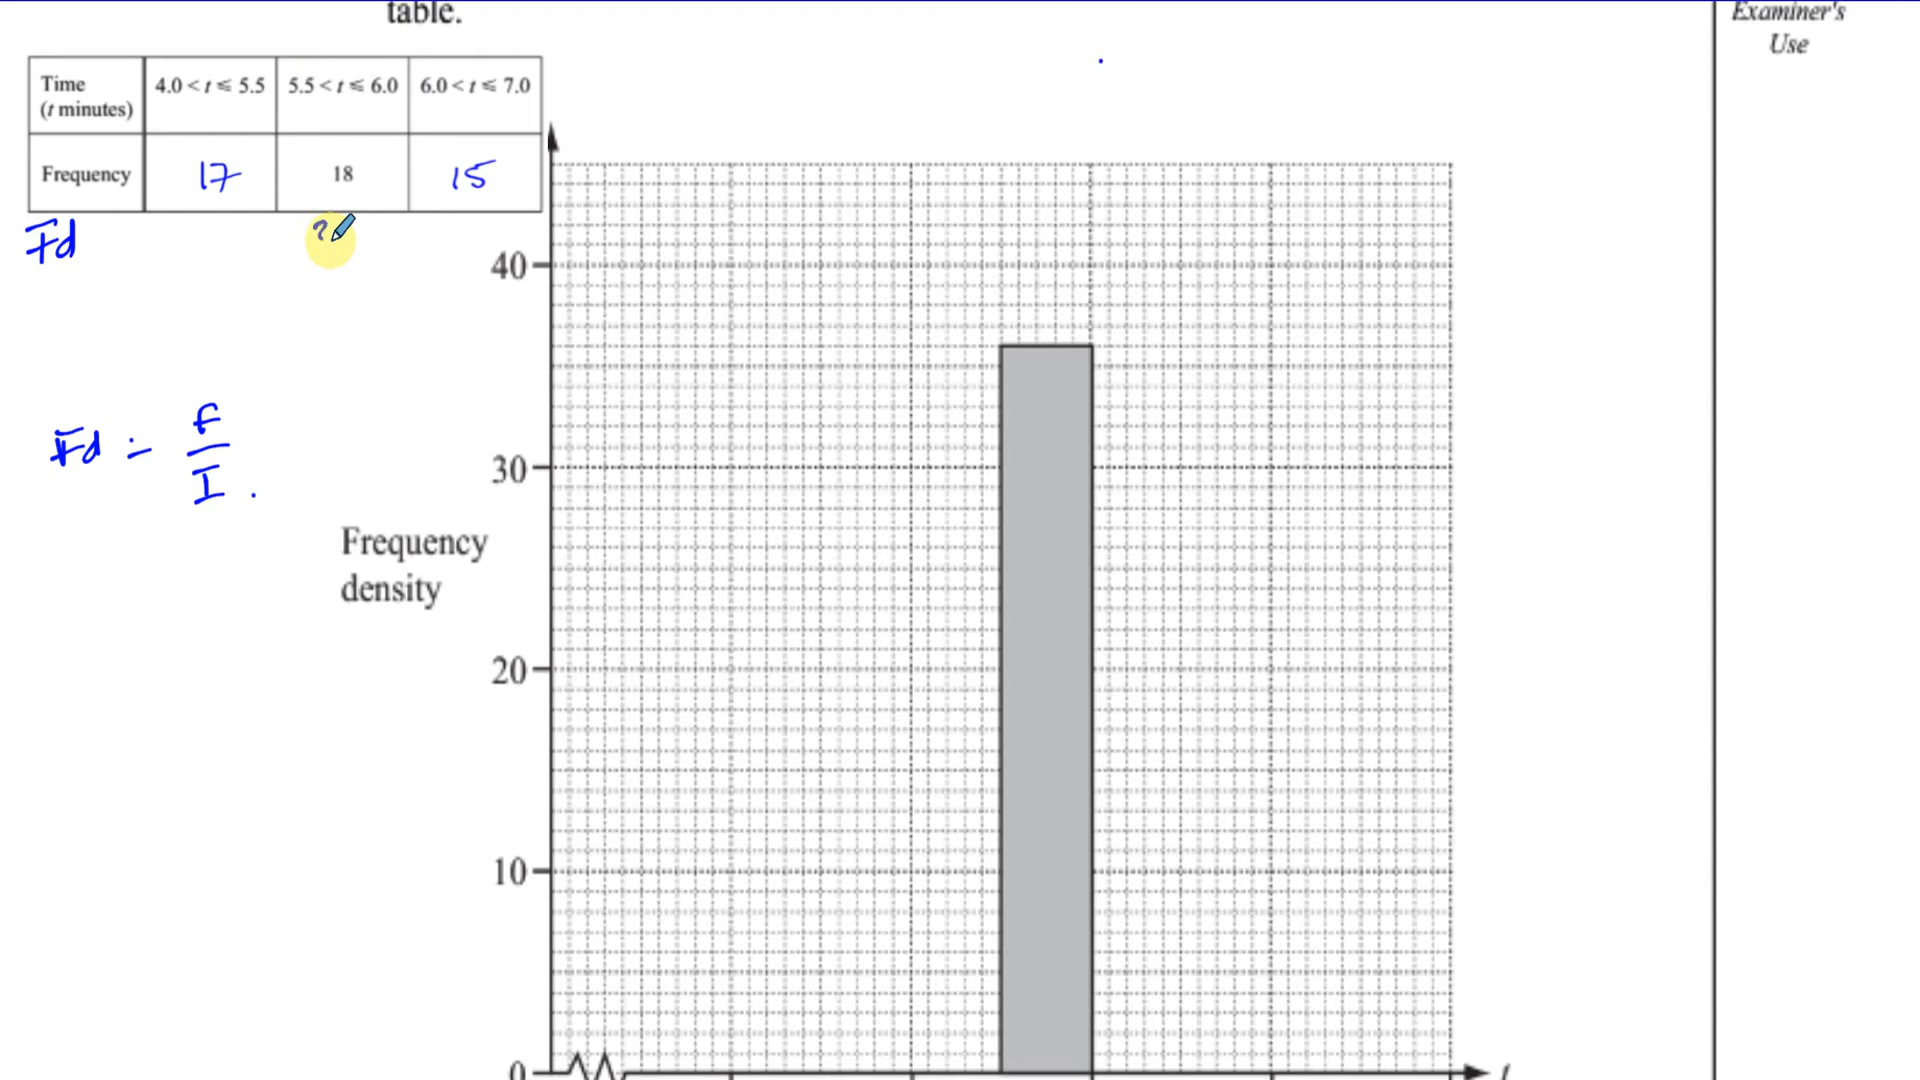 table.
Examiner's
Use
Time
(t minutes)
4.0 < t ⩽ 5.5
5.5 < t ⩽ 6.0
6.0 < t ⩽ 7.0
Frequency
17
18
15
Fd
?
Fd = f
I .
40
30
Frequency
density
20
10
0
t